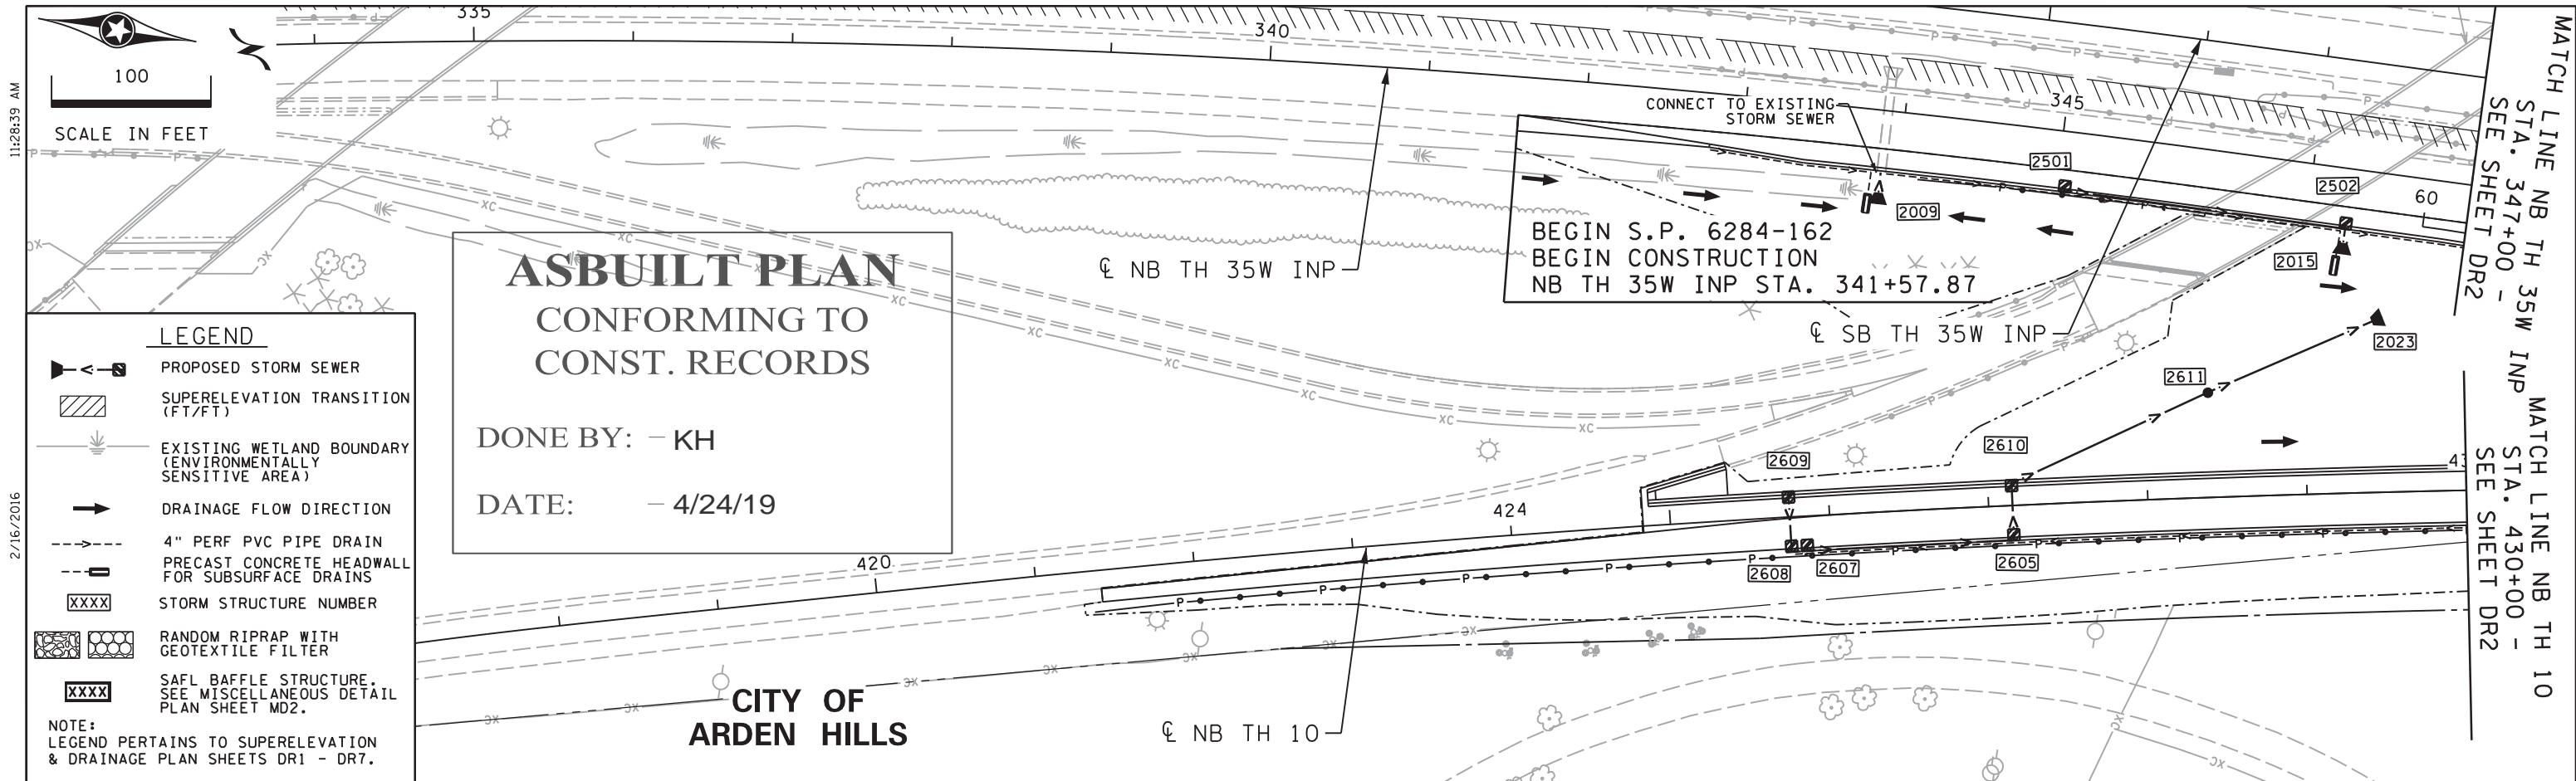 11:28:39 AM
2/16/2016
100
SCALE IN FEET
335
340
345
60
CONNECT TO EXISTING
STORM SEWER
2501
2502
2009
2015
2023
2611
2610
2609
2608
2607
2605
BEGIN S.P. 6284-162
BEGIN CONSTRUCTION
NB TH 35W INP STA. 341+57.87
℄ NB TH 35W INP
℄ SB TH 35W INP
MATCH LINE NB TH 35W INP
STA. 347+00 -
SEE SHEET DR2
MATCH LINE NB TH 10
STA. 430+00 -
SEE SHEET DR2
ASBUILT PLAN
CONFORMING TO
CONST. RECORDS
DONE BY: - KH
DATE: - 4/24/19
LEGEND
PROPOSED STORM SEWER
SUPERELEVATION TRANSITION
(FT/FT)
EXISTING WETLAND BOUNDARY
(ENVIRONMENTALLY
SENSITIVE AREA)
DRAINAGE FLOW DIRECTION
4" PERF PVC PIPE DRAIN
PRECAST CONCRETE HEADWALL
FOR SUBSURFACE DRAINS
XXXX STORM STRUCTURE NUMBER
RANDOM RIPRAP WITH
GEOTEXTILE FILTER
SAFL BAFFLE STRUCTURE.
XXXX SEE MISCELLANEOUS DETAIL
PLAN SHEET MD2.
NOTE:
LEGEND PERTAINS TO SUPERELEVATION
& DRAINAGE PLAN SHEETS DR1 - DR7.
420
424
43
CITY OF
ARDEN HILLS
℄ NB TH 10